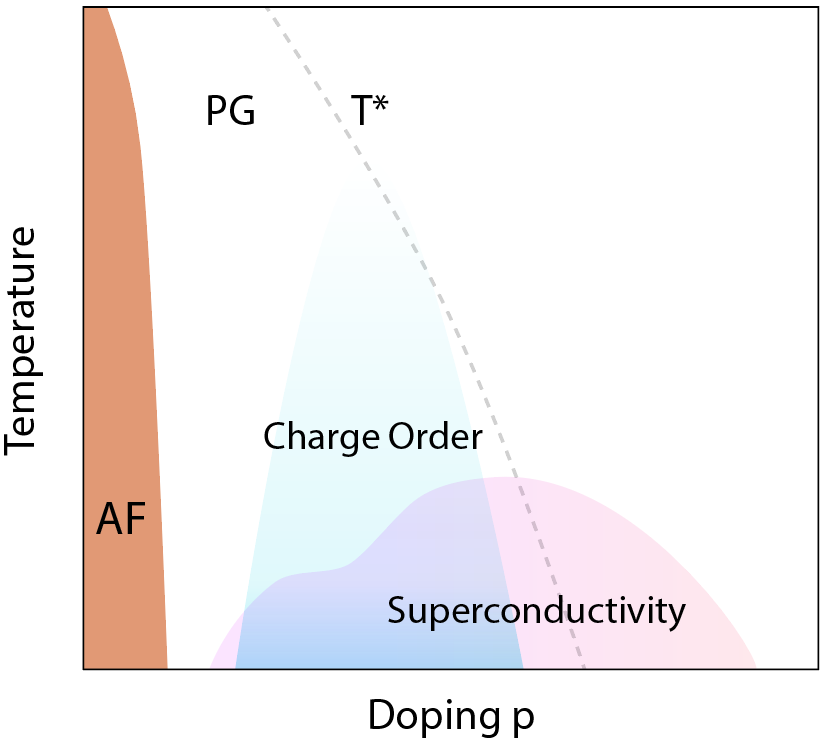 PG
T*
Temperature
Charge Order
AF
Superconductivity
Doping p